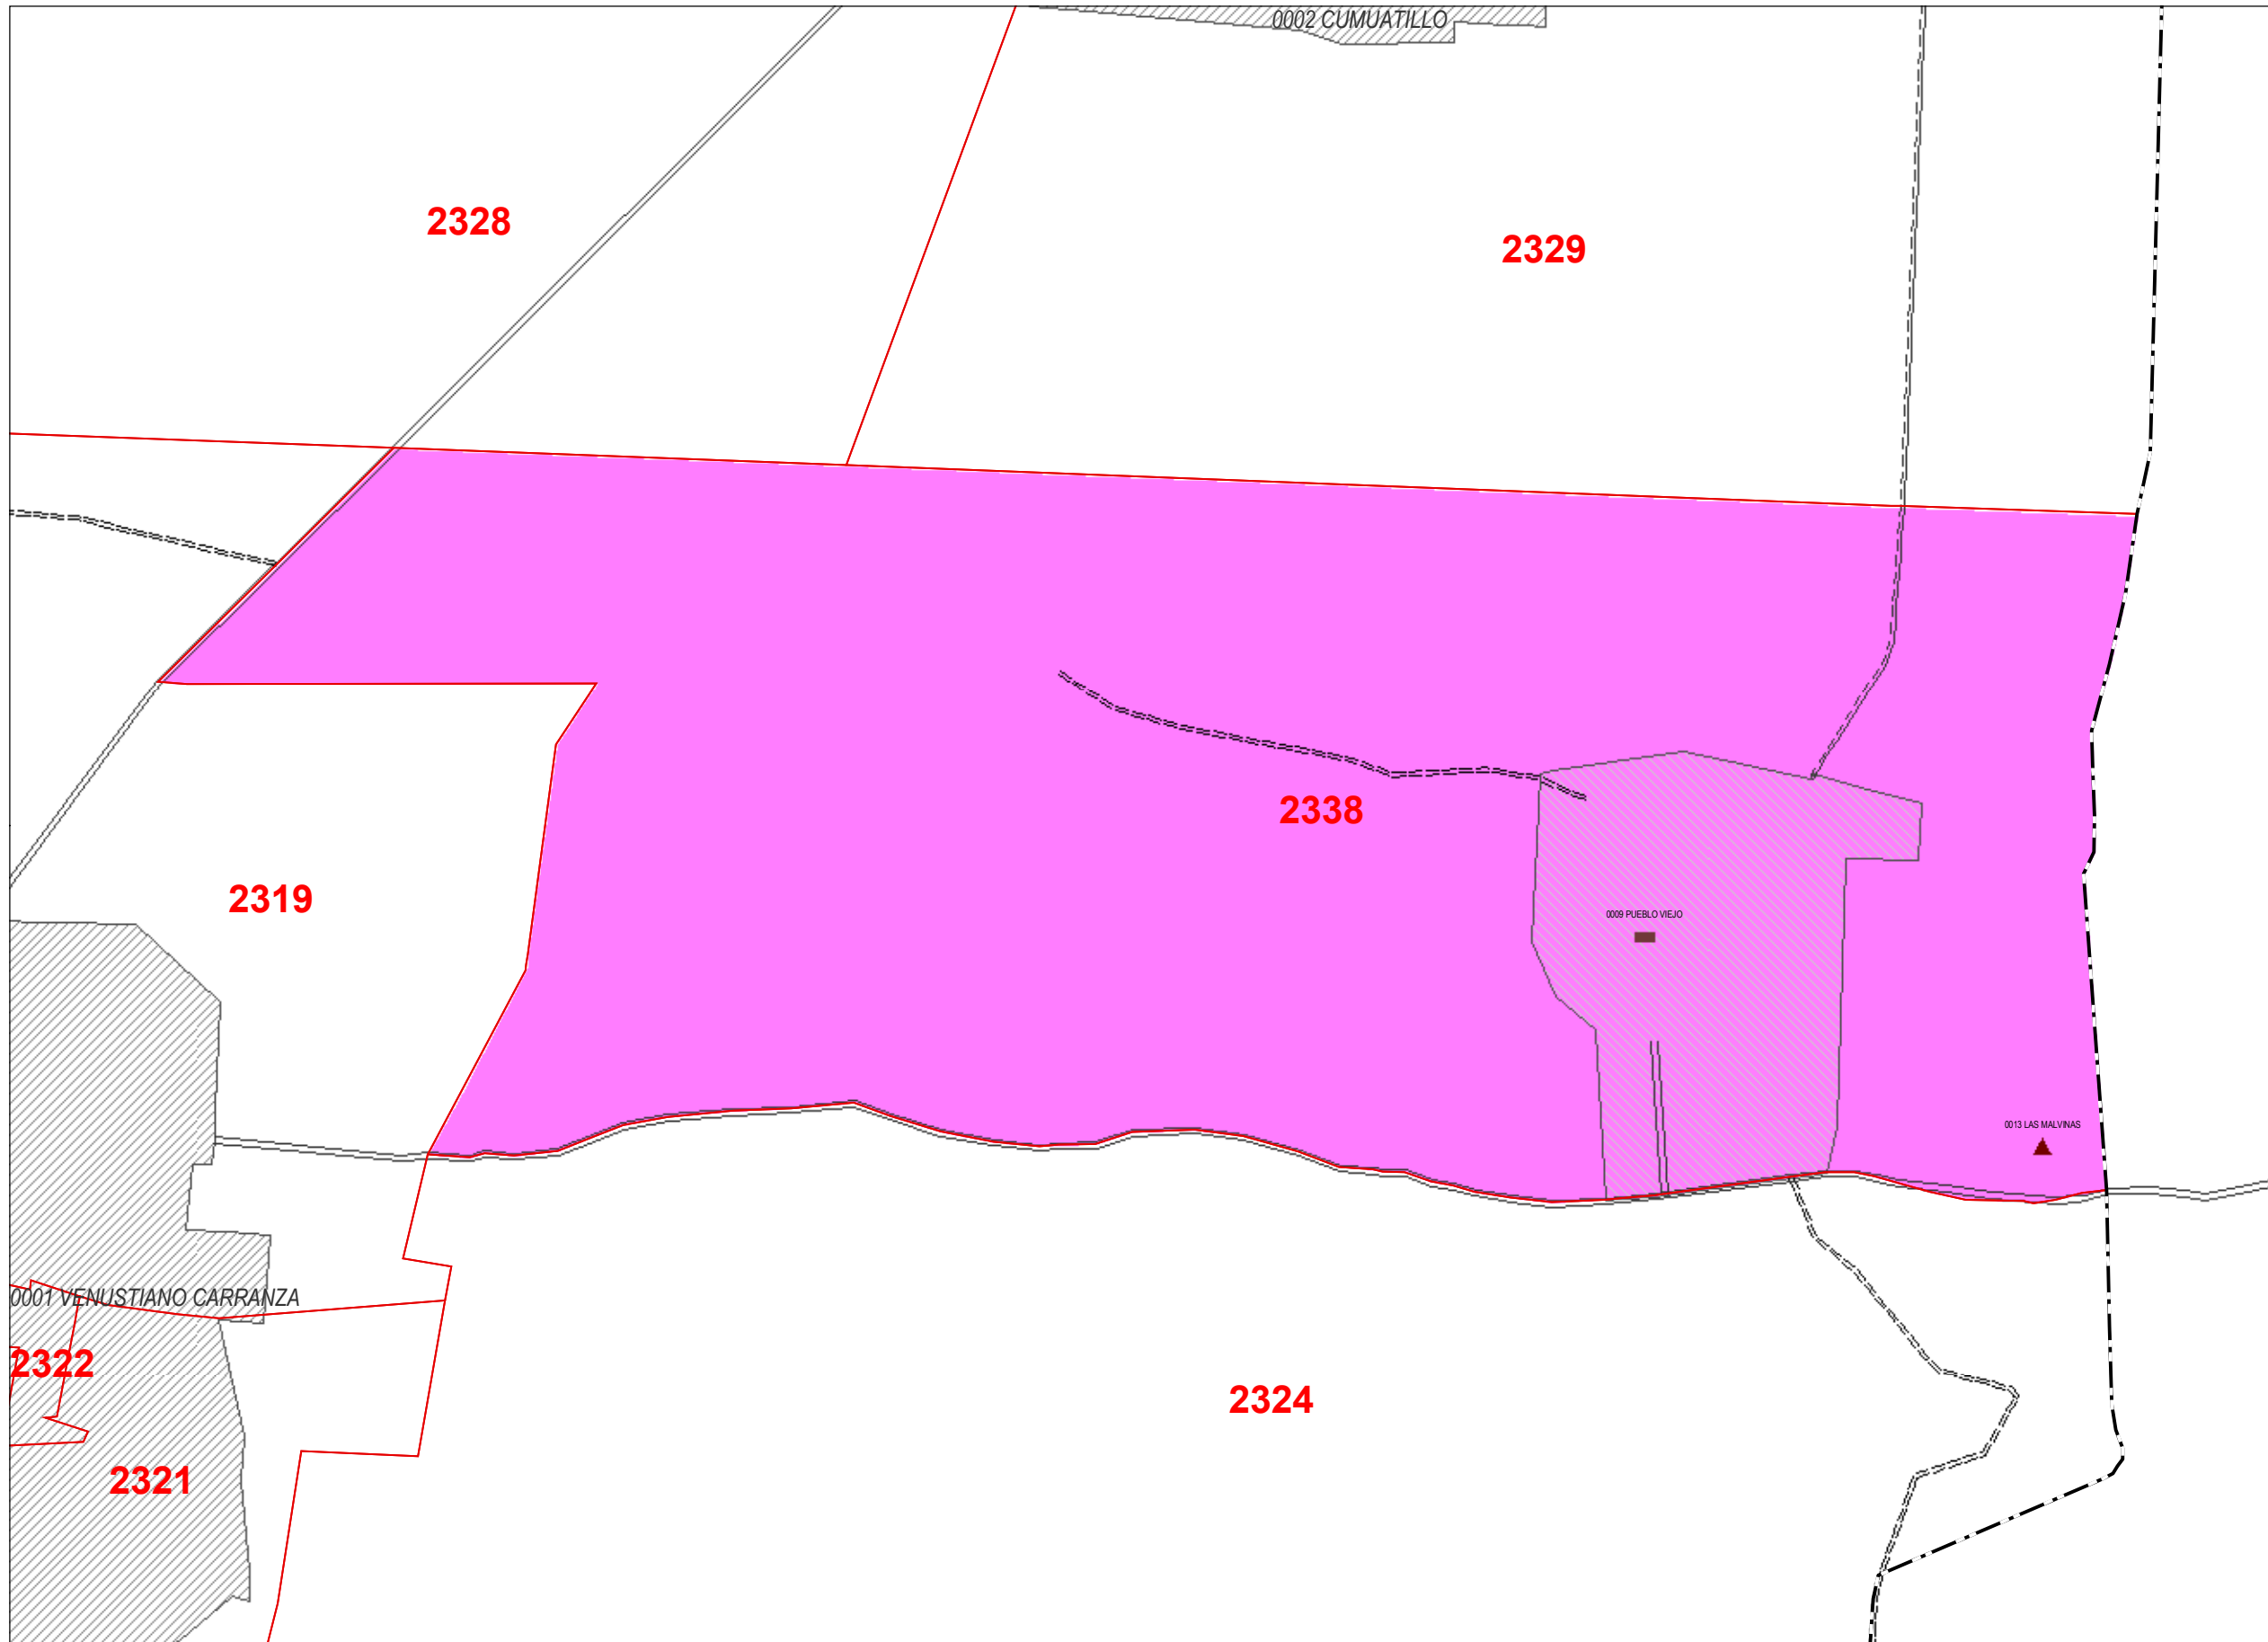 0002 CUMUATILLO
2328
2329
2338
2319
0009 PUEBLO VIEJO
0013 LAS MALVINAS
0001 VENUSTIANO CARRANZA
2322
2324
2321